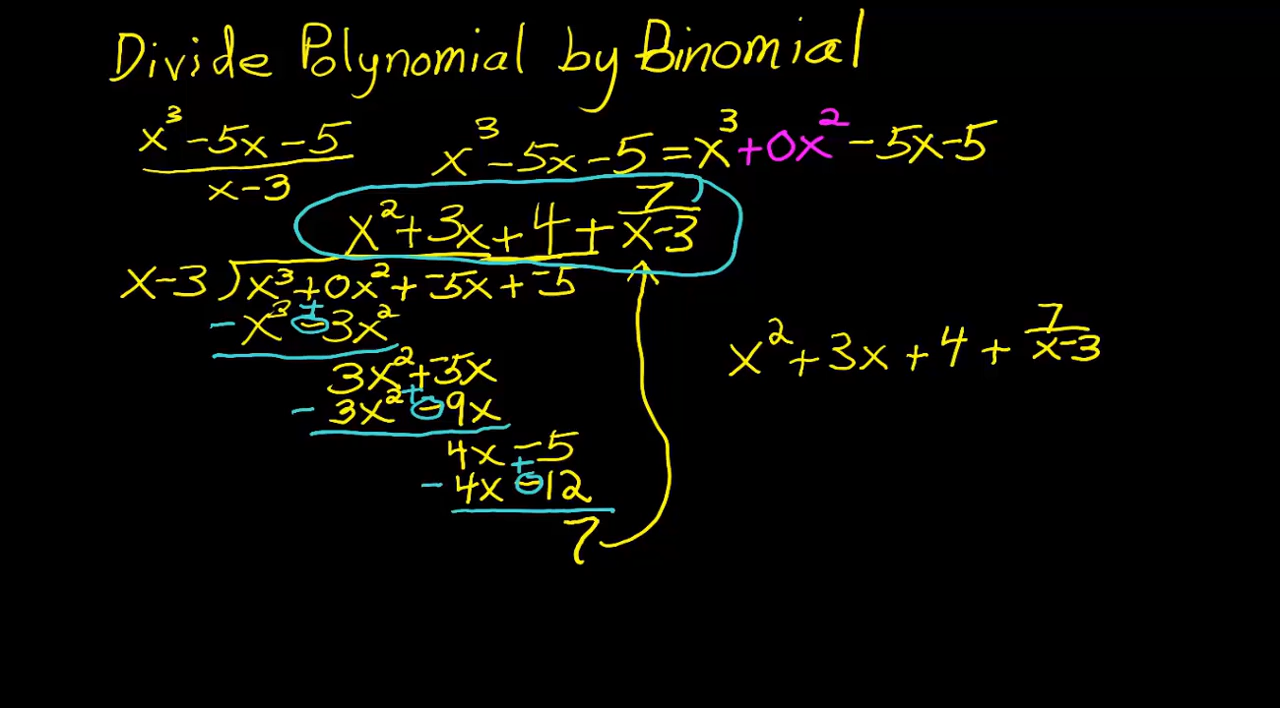 Divide Polynomial by Binomial
x³ -5x -5
x-3
x³ -5x -5 = x³ +0x² -5x-5
x²+3x+4+ 7/(x-3)
x-3 )x³+0x²+ -5x+ -5
- x³ + -3x²
3x²+ -5x
- 3x² + -9x
4x -5
- 4x + -12
7
x²+3x+4+ 7/(x-3)